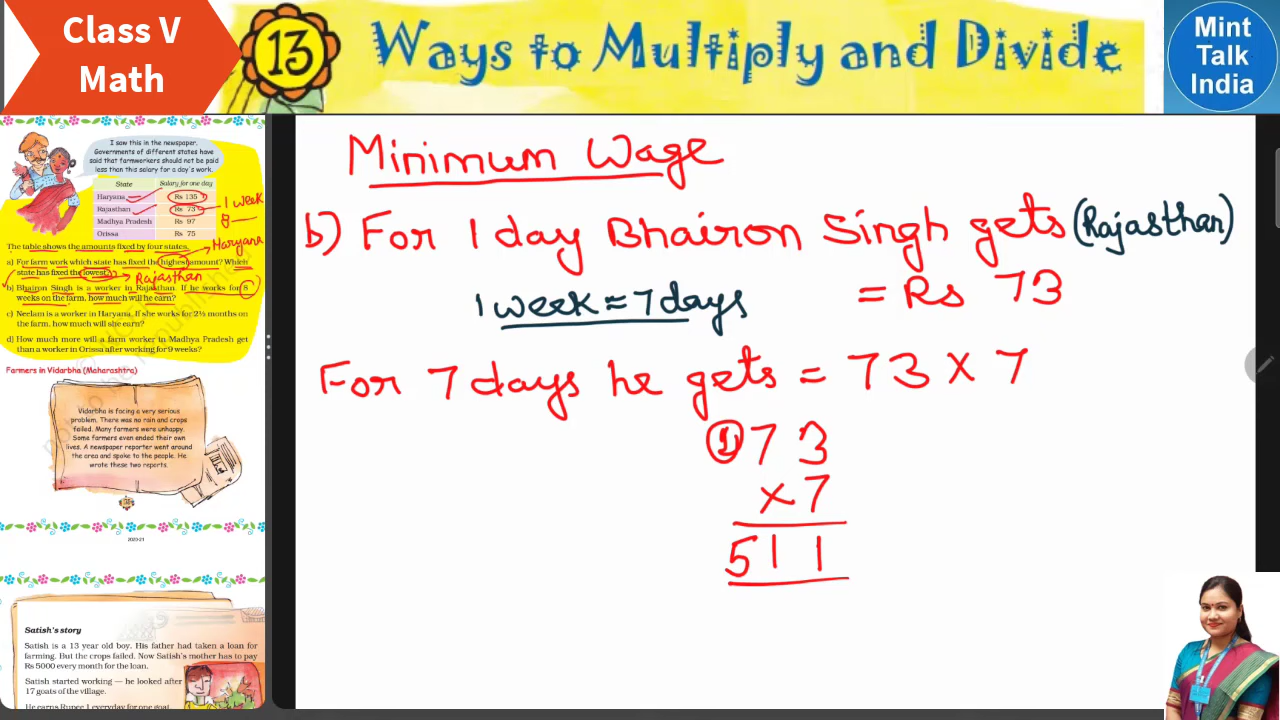 Class V
Math
13
Ways to Multiply and Divide
Mint
Talk
India
I saw this in the newspaper.
Governments of different states have
said that farmworkers should not be paid
less than this salary for a day's work.
State Salary for one day
Haryana Rs 135
Rajasthan Rs 73
Madhya Pradesh Rs 97
Orissa Rs 75
1 week
8
The table shows the amounts fixed by four states.
Haryana
a) For farm work which state has fixed the highest amount? Which
state has fixed the lowest?
Rajasthan
b) Bhairon Singh is a worker in Rajasthan. If he works for 8
weeks on the farm, how much will he earn?
c) Neelam is a worker in Haryana. If she works for 2½ months on
the farm, how much will she earn?
d) How much more will a farm worker in Madhya Pradesh get
than a worker in Orissa after working for 9 weeks?
Farmers in Vidarbha (Maharashtra)
Vidarbha is facing a very serious
problem. There was no rain and crops
failed. Many farmers were unhappy.
Some farmers even ended their own
lives. A newspaper reporter went around
the area and spoke to the people. He
wrote these two reports.
2020-21
Satish's story
Satish is a 13 year old boy. His father had taken a loan for
farming. But the crops failed. Now Satish's mother has to pay
Rs 5000 every month for the loan.
Satish started working — he looked after
17 goats of the village.
He earns Rupee 1 everyday for one goat.
Minimum Wage
b) For 1 day Bhairon Singh gets (Rajasthan)
1 week = 7 days = Rs 73
For 7 days he gets = 73 × 7
73
× 7
511